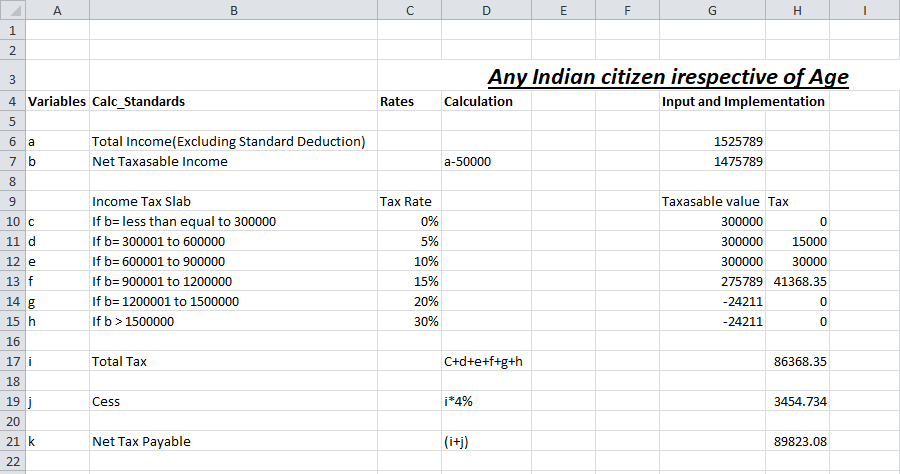 A B C D E F G H I
1
2
3 Any Indian citizen irespective of Age
4 Variables Calc_Standards Rates Calculation Input and Implementation
5
6 a Total Income(Excluding Standard Deduction) 1525789
7 b Net Taxasable Income a-50000 1475789
8
9 Income Tax Slab Tax Rate Taxasable value Tax
10 c If b= less than equal to 300000 0% 300000 0
11 d If b= 300001 to 600000 5% 300000 15000
12 e If b= 600001 to 900000 10% 300000 30000
13 f If b= 900001 to 1200000 15% 275789 41368.35
14 g If b= 1200001 to 1500000 20% -24211 0
15 h If b > 1500000 30% -24211 0
16
17 i Total Tax C+d+e+f+g+h 86368.35
18
19 j Cess i*4% 3454.734
20
21 k Net Tax Payable (i+j) 89823.08
22